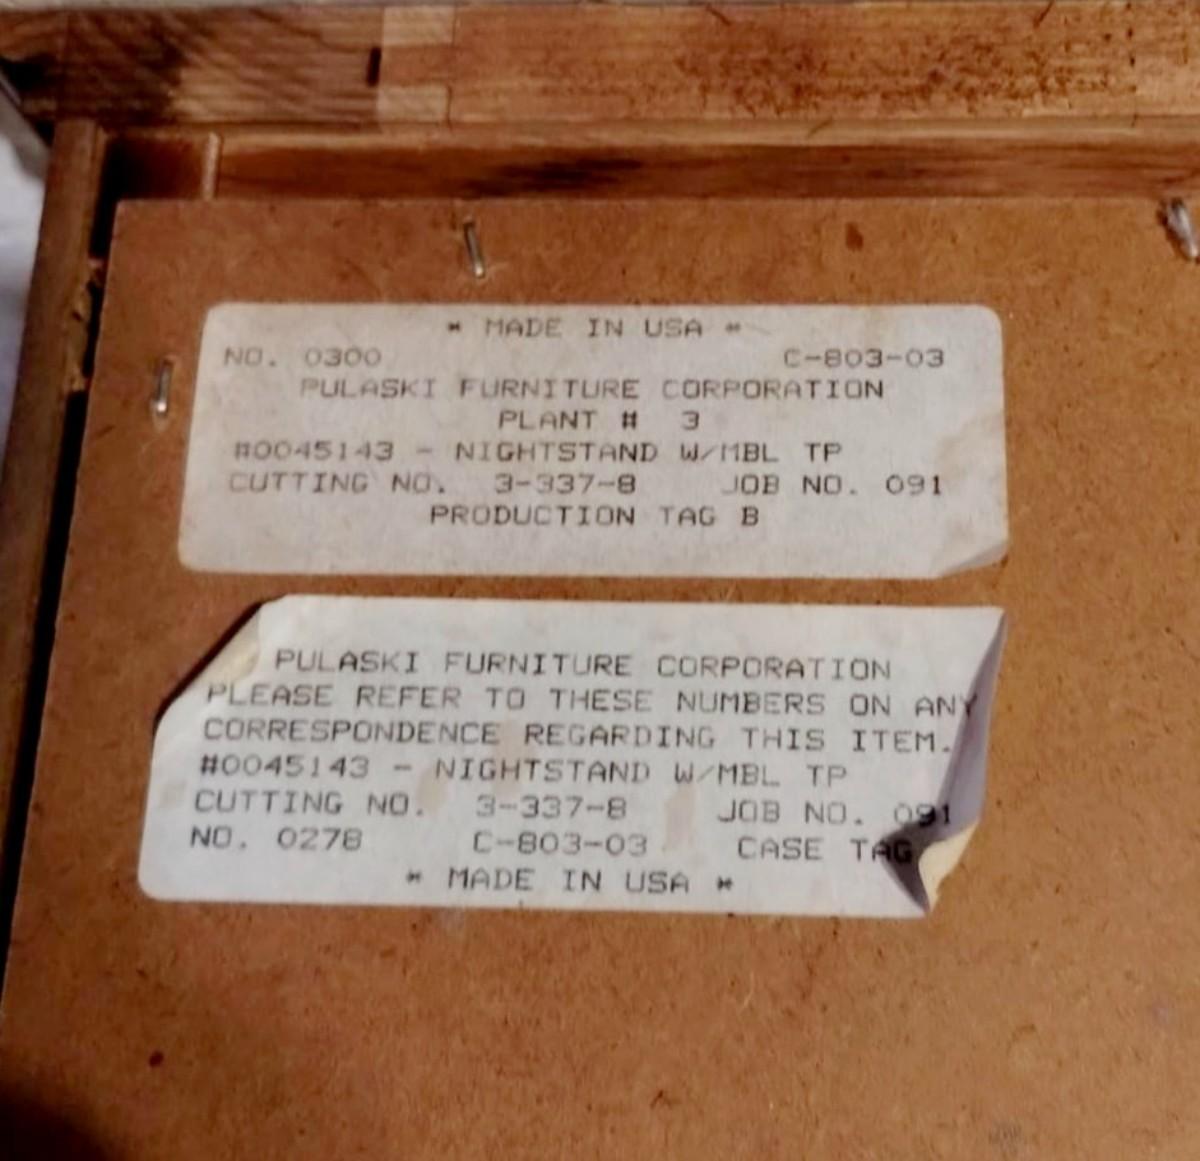 * MADE IN USA *
NO. 0300 C-803-03
PULASKI FURNITURE CORPORATION
PLANT # 3
#0045143 - NIGHTSTAND W/MBL TP
CUTTING NO. 3-337-8 JOB NO. 091
PRODUCTION TAG B
PULASKI FURNITURE CORPORATION
PLEASE REFER TO THESE NUMBERS ON ANY
CORRESPONDENCE REGARDING THIS ITEM.
#0045143 - NIGHTSTAND W/MBL TP
CUTTING NO. 3-337-8 JOB NO. 091
NO. 0278 C-803-03 CASE TAG
* MADE IN USA *